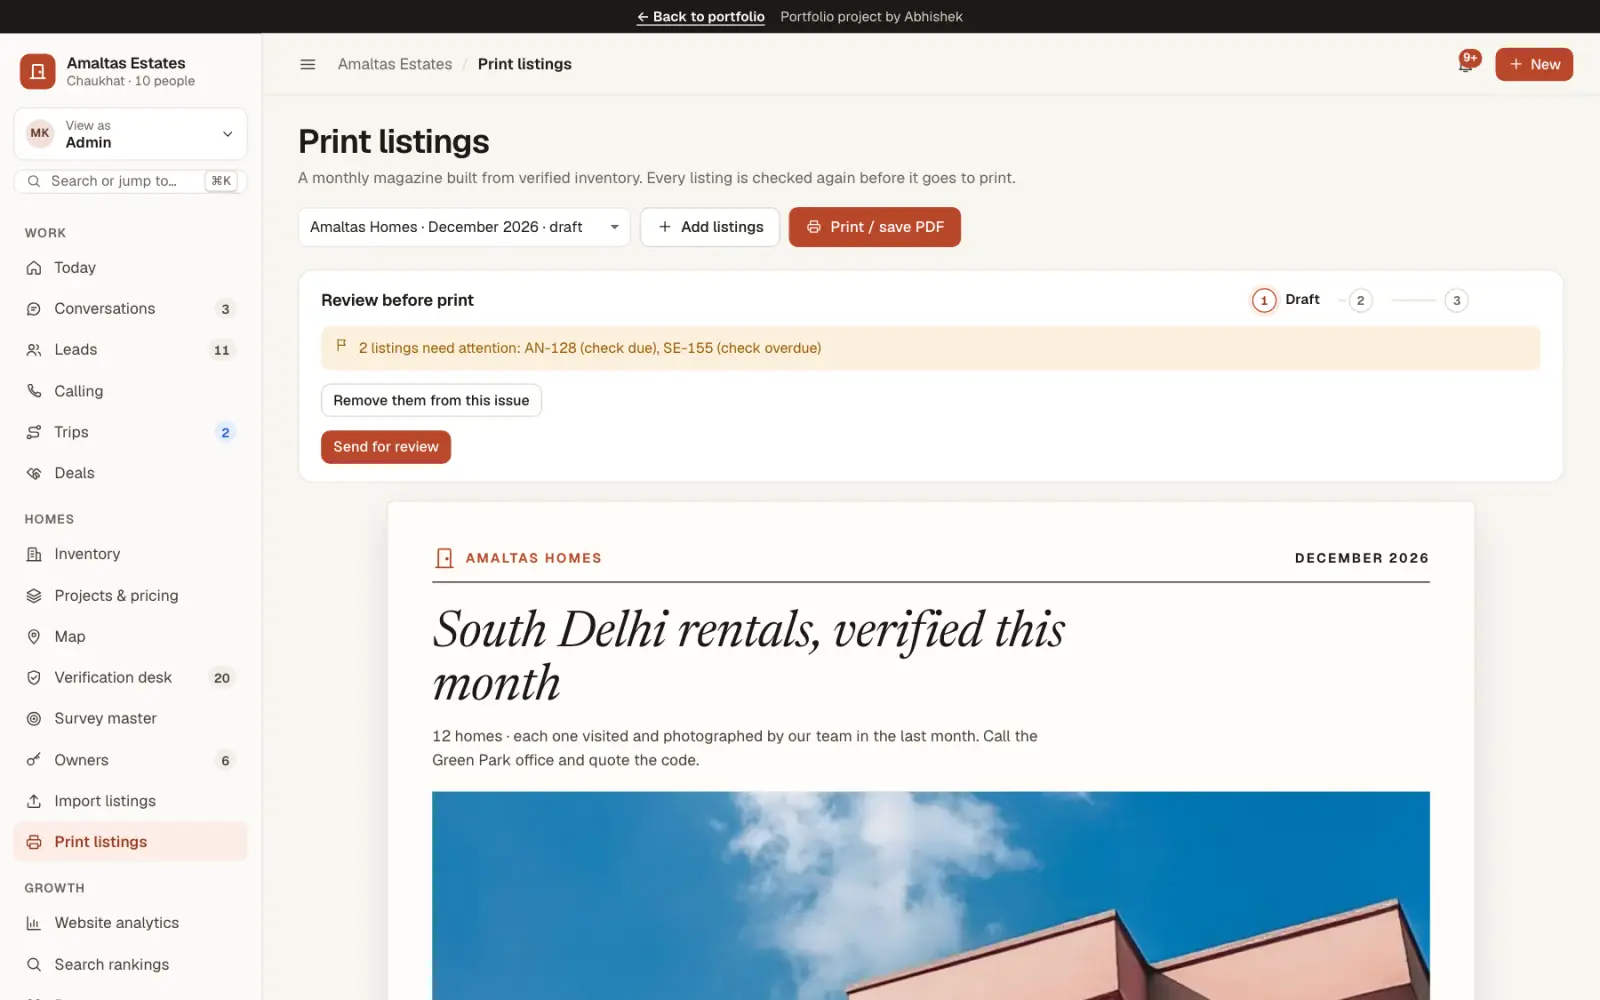 ← Back to portfolio Portfolio project by Abhishek
Amaltas Estates
Chaukhat · 10 people
MK
View as
Admin
Search or jump to...
⌘K
WORK
Today
Conversations 3
Leads 11
Calling
Trips 2
Deals
HOMES
Inventory
Projects & pricing
Map
Verification desk 20
Survey master
Owners 6
Import listings
Print listings
GROWTH
Website analytics
Search rankings
Amaltas Estates / Print listings
9+
+ New
Print listings
A monthly magazine built from verified inventory. Every listing is checked again before it goes to print.
Amaltas Homes · December 2026 · draft
+ Add listings
Print / save PDF
Review before print
1 Draft 2 3
2 listings need attention: AN-128 (check due), SE-155 (check overdue)
Remove them from this issue
Send for review
AMALTAS HOMES
DECEMBER 2026
South Delhi rentals, verified this
month
12 homes · each one visited and photographed by our team in the last month. Call the
Green Park office and quote the code.